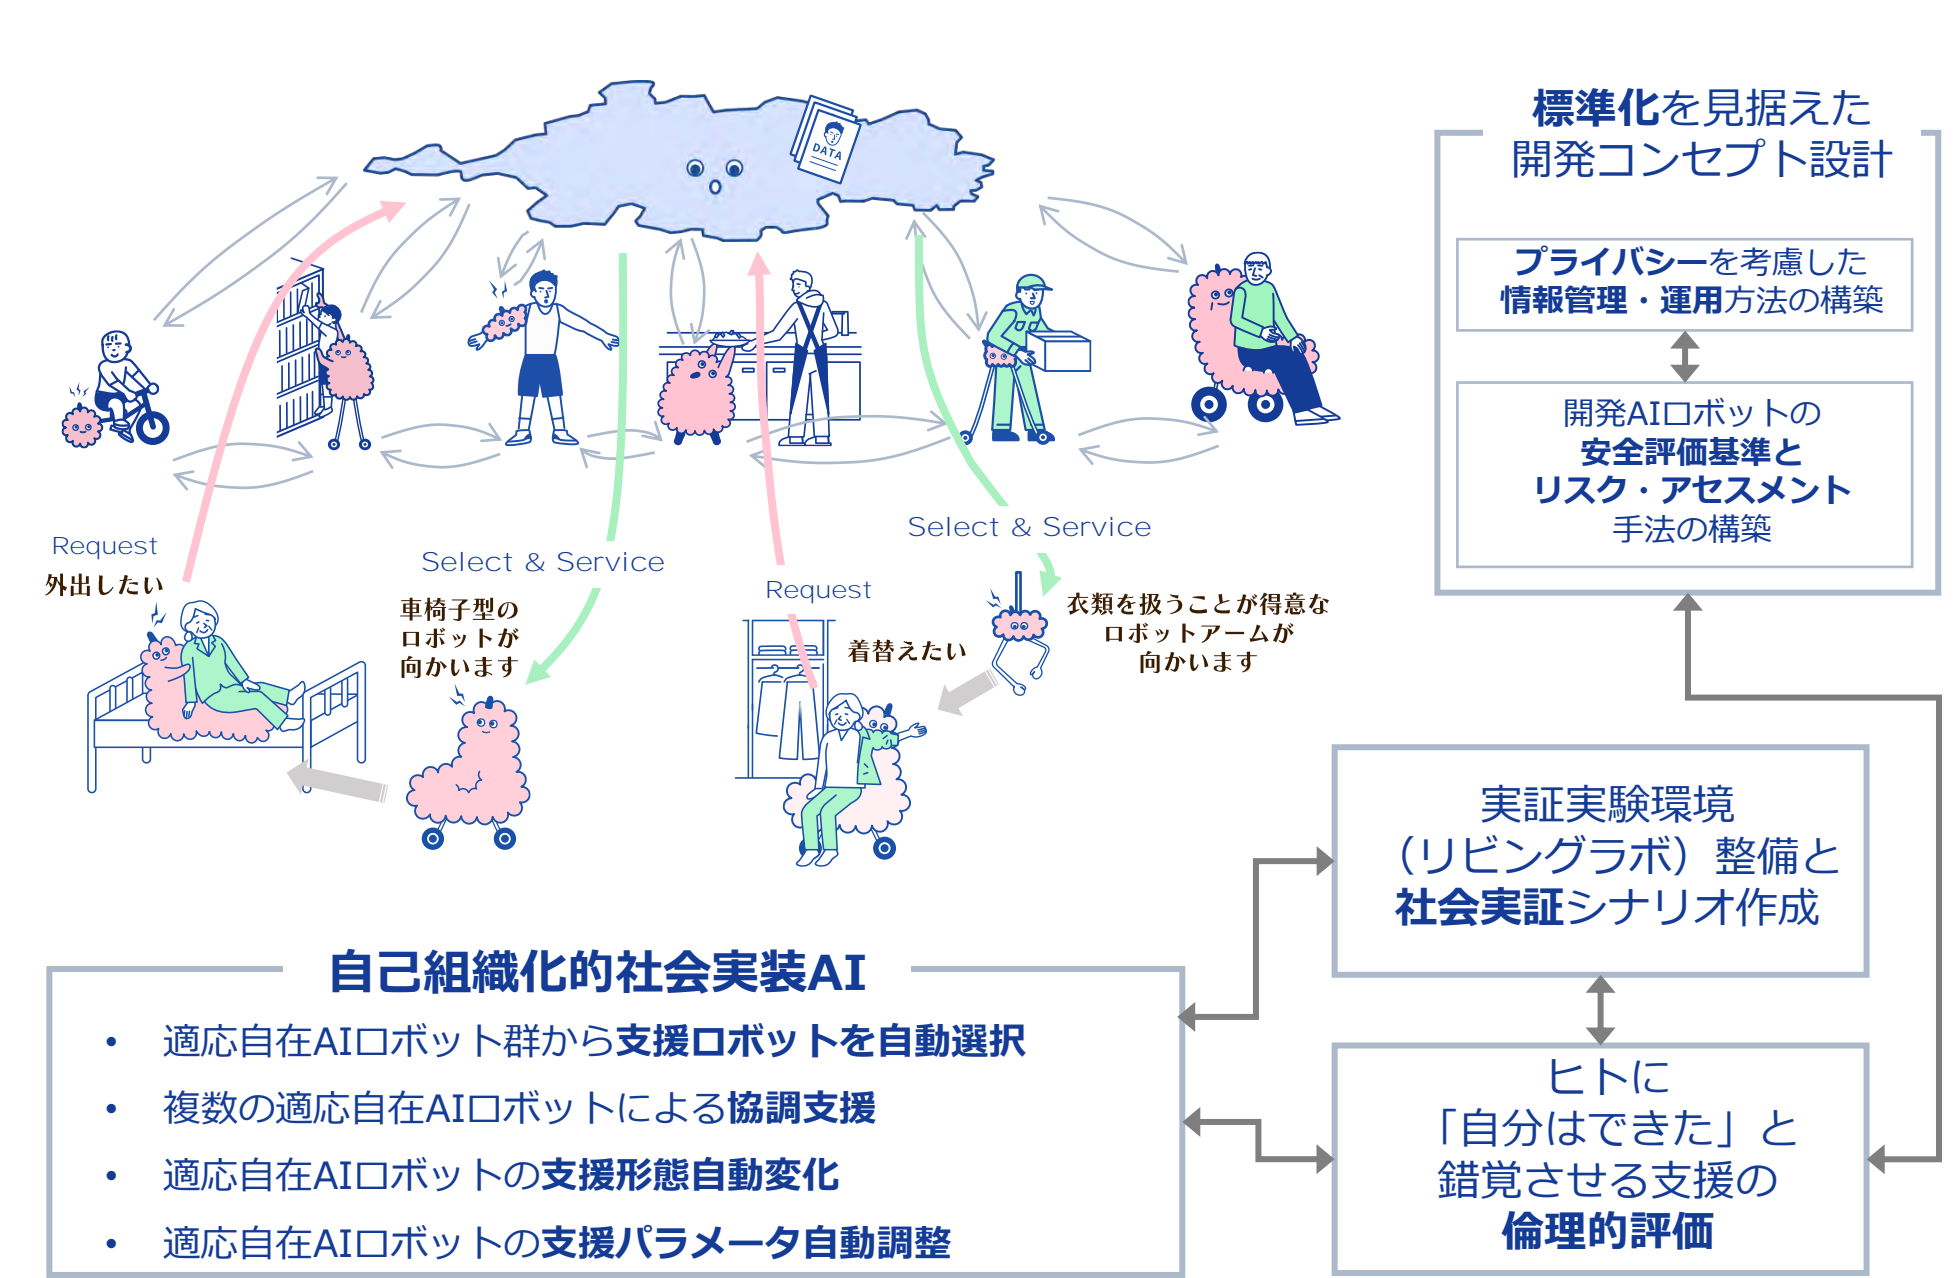 DATA
標準化を見据えた
開発コンセプト設計
プライバシーを考慮した
情報管理・運用方法の構築
開発AIロボットの
安全評価基準と
リスク・アセスメント
手法の構築
Request
外出したい
Select & Service
車椅子型の
ロボットが
向かいます
Request
着替えたい
Select & Service
衣類を扱うことが得意な
ロボットアームが
向かいます
実証実験環境
（リビングラボ）整備と
社会実証シナリオ作成
自己組織化的社会実装AI
• 適応自在AIロボット群から支援ロボットを自動選択
• 複数の適応自在AIロボットによる協調支援
• 適応自在AIロボットの支援形態自動変化
• 適応自在AIロボットの支援パラメータ自動調整
ヒトに
「自分はできた」と
錯覚させる支援の
倫理的評価